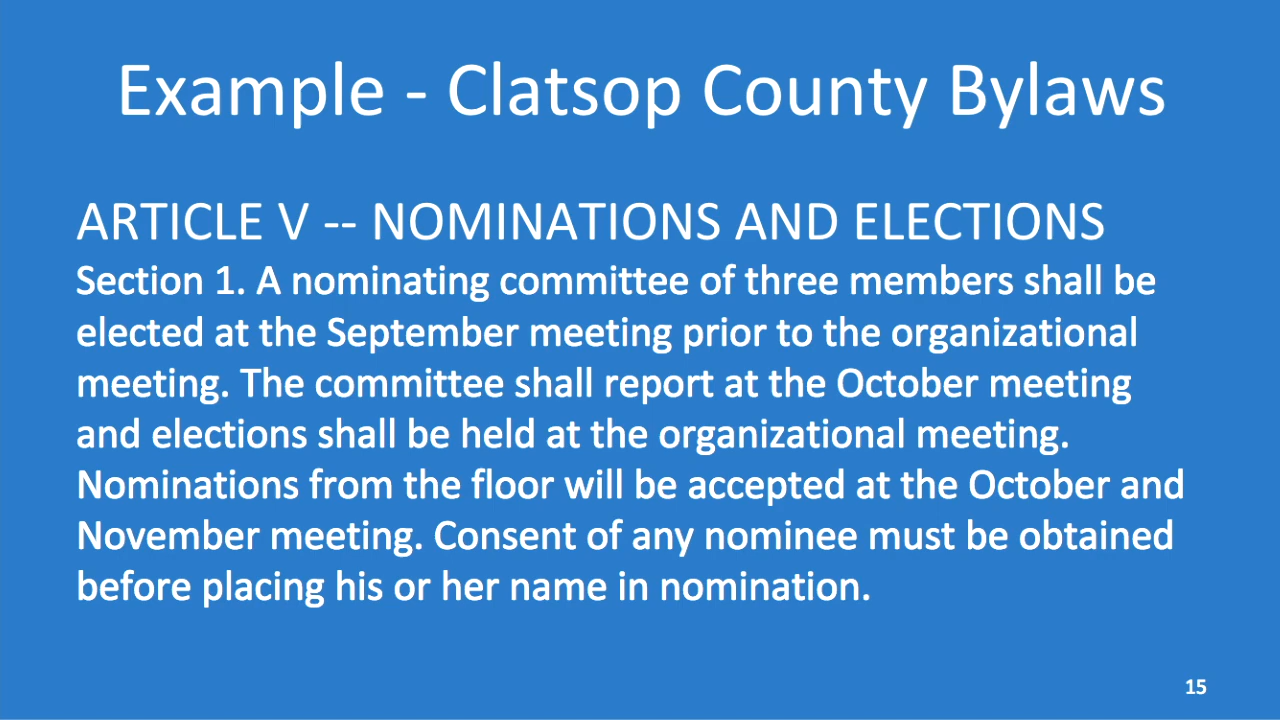 Example - Clatsop County Bylaws
ARTICLE V -- NOMINATIONS AND ELECTIONS
Section 1. A nominating committee of three members shall be
elected at the September meeting prior to the organizational
meeting. The committee shall report at the October meeting
and elections shall be held at the organizational meeting.
Nominations from the floor will be accepted at the October and
November meeting. Consent of any nominee must be obtained
before placing his or her name in nomination.
15